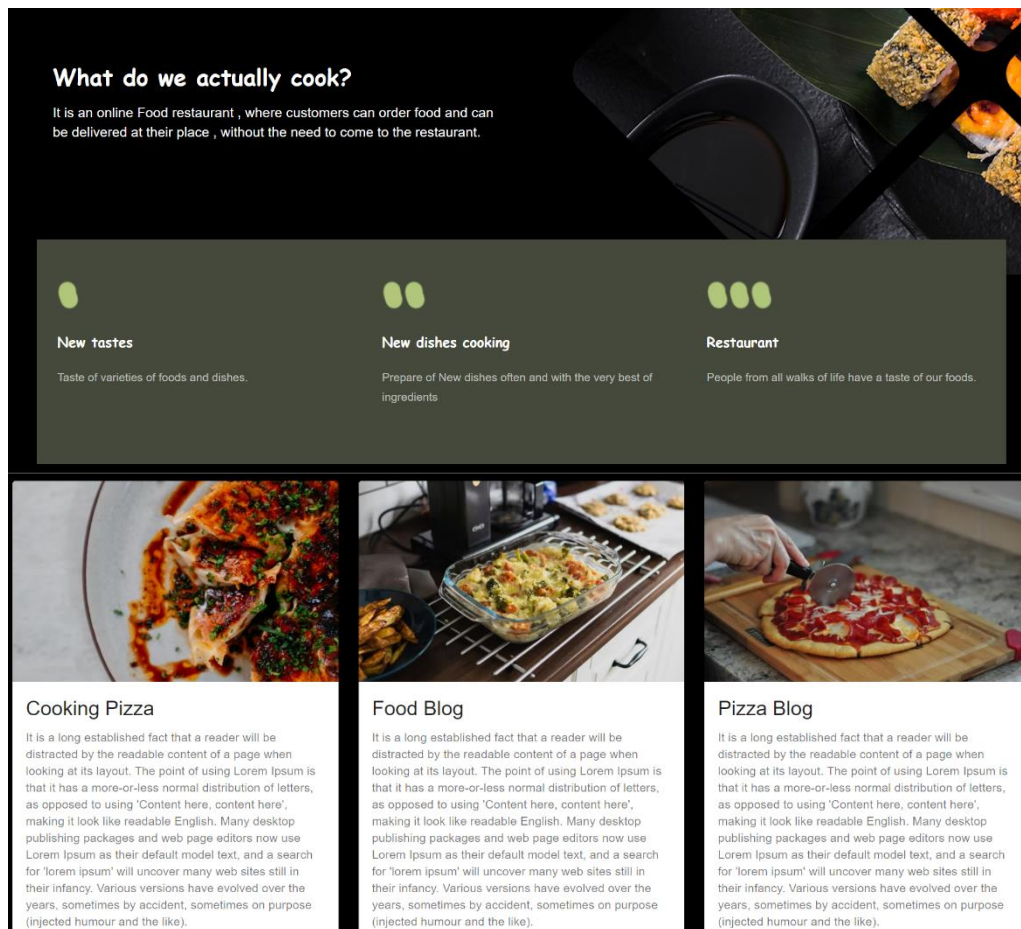 What do we actually cook?
It is an online Food restaurant , where customers can order food and can
be delivered at their place , without the need to come to the restaurant.
New tastes
Taste of varieties of foods and dishes.
New dishes cooking
Prepare of New dishes often and with the very best of
ingredients
Restaurant
People from all walks of life have a taste of our foods.
Cooking Pizza
It is a long established fact that a reader will be
distracted by the readable content of a page when
looking at its layout. The point of using Lorem Ipsum is
that it has a more-or-less normal distribution of letters,
as opposed to using 'Content here, content here',
making it look like readable English. Many desktop
publishing packages and web page editors now use
Lorem Ipsum as their default model text, and a search
for 'lorem ipsum' will uncover many web sites still in
their infancy. Various versions have evolved over the
years, sometimes by accident, sometimes on purpose
(injected humour and the like).
Food Blog
It is a long established fact that a reader will be
distracted by the readable content of a page when
looking at its layout. The point of using Lorem Ipsum is
that it has a more-or-less normal distribution of letters,
as opposed to using 'Content here, content here',
making it look like readable English. Many desktop
publishing packages and web page editors now use
Lorem Ipsum as their default model text, and a search
for 'lorem ipsum' will uncover many web sites still in
their infancy. Various versions have evolved over the
years, sometimes by accident, sometimes on purpose
(injected humour and the like).
Pizza Blog
It is a long established fact that a reader will be
distracted by the readable content of a page when
looking at its layout. The point of using Lorem Ipsum is
that it has a more-or-less normal distribution of letters,
as opposed to using 'Content here, content here',
making it look like readable English. Many desktop
publishing packages and web page editors now use
Lorem Ipsum as their default model text, and a search
for 'lorem ipsum' will uncover many web sites still in
their infancy. Various versions have evolved over the
years, sometimes by accident, sometimes on purpose
(injected humour and the like).